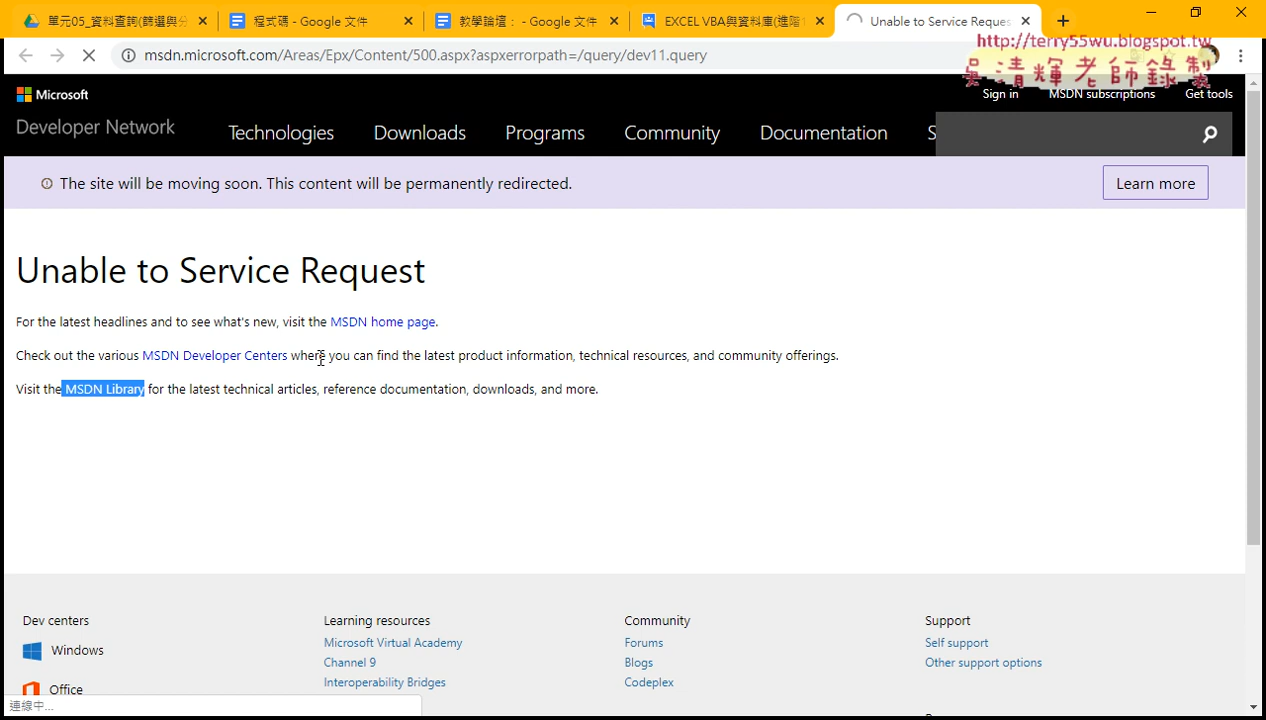 單元05_資料查詢(篩選與分
程式碼 - Google 文件
教學論壇： - Google 文件
EXCEL VBA與資料庫(進階1
Unable to Service Reques
msdn.microsoft.com/Areas/Epx/Content/500.aspx?aspxerrorpath=/query/dev11.query
http://terry55wu.blogspot.tw
吳清輝老師錄製
Microsoft
Sign in
MSDN subscriptions
Get tools
Developer Network
Technologies
Downloads
Programs
Community
Documentation
S
The site will be moving soon. This content will be permanently redirected.
Learn more
Unable to Service Request
For the latest headlines and to see what's new, visit the MSDN home page.
Check out the various MSDN Developer Centers where you can find the latest product information, technical resources, and community offerings.
Visit the MSDN Library for the latest technical articles, reference documentation, downloads, and more.
Dev centers
Windows
Office
Learning resources
Microsoft Virtual Academy
Channel 9
Interoperability Bridges
Community
Forums
Blogs
Codeplex
Support
Self support
Other support options
連線中...